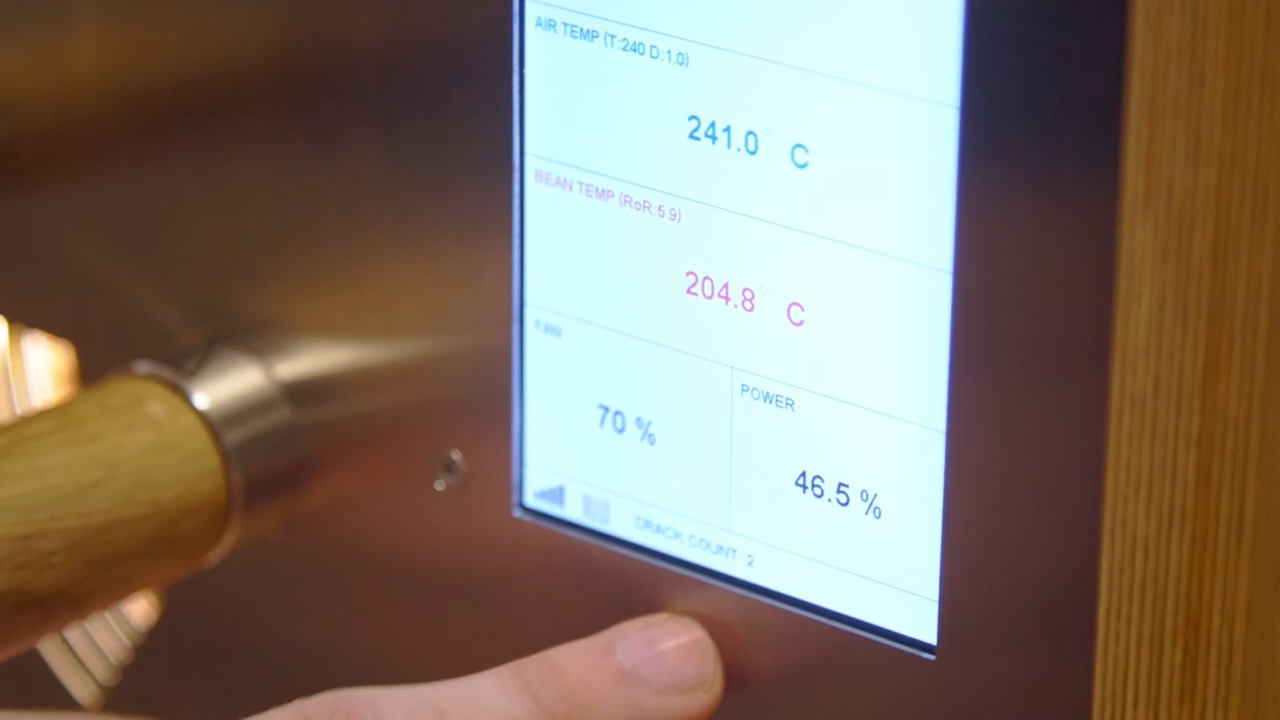 AIR TEMP (T:240 D:1.0)
241.0° C
BEAN TEMP (RoR:5.9)
204.8° C
FAN
70 %
POWER
46.5 %
CRACK COUNT 2